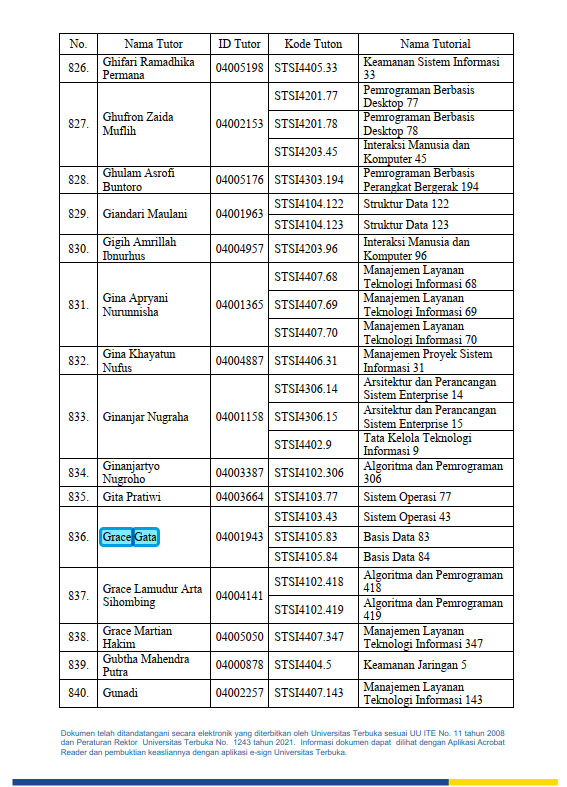 No. Nama Tutor ID Tutor Kode Tuton Nama Tutorial
826. Ghifari Ramadhika Permana 04005198 STSI4405.33 Keamanan Sistem Informasi 33
827. Ghufron Zaida Muflih 04002153 STSI4201.77 Pemrograman Berbasis Desktop 77
STSI4201.78 Pemrograman Berbasis Desktop 78
STSI4203.45 Interaksi Manusia dan Komputer 45
828. Ghulam Asrofi Buntoro 04005176 STSI4303.194 Pemrograman Berbasis Perangkat Bergerak 194
829. Giandari Maulani 04001963 STSI4104.122 Struktur Data 122
STSI4104.123 Struktur Data 123
830. Gigih Amrillah Ibnurhus 04004957 STSI4203.96 Interaksi Manusia dan Komputer 96
831. Gina Apryani Nurunnisha 04001365 STSI4407.68 Manajemen Layanan Teknologi Informasi 68
STSI4407.69 Manajemen Layanan Teknologi Informasi 69
STSI4407.70 Manajemen Layanan Teknologi Informasi 70
832. Gina Khayatun Nufus 04004887 STSI4406.31 Manajemen Proyek Sistem Informasi 31
833. Ginanjar Nugraha 04001158 STSI4306.14 Arsitektur dan Perancangan Sistem Enterprise 14
STSI4306.15 Arsitektur dan Perancangan Sistem Enterprise 15
STSI4402.9 Tata Kelola Teknologi Informasi 9
834. Ginanjartyo Nugroho 04003387 STSI4102.306 Algoritma dan Pemrograman 306
835. Gita Pratiwi 04003664 STSI4103.77 Sistem Operasi 77
836. Grace Gata 04001943 STSI4103.43 Sistem Operasi 43
STSI4105.83 Basis Data 83
STSI4105.84 Basis Data 84
837. Grace Lamudur Arta Sihombing 04004141 STSI4102.418 Algoritma dan Pemrograman 418
STSI4102.419 Algoritma dan Pemrograman 419
838. Grace Martian Hakim 04005050 STSI4407.347 Manajemen Layanan Teknologi Informasi 347
839. Gubtha Mahendra Putra 04000878 STSI4404.5 Keamanan Jaringan 5
840. Gunadi 04002257 STSI4407.143 Manajemen Layanan Teknologi Informasi 143
Dokumen telah ditandatangani secara elektronik yang diterbitkan oleh Universitas Terbuka sesuai UU ITE No. 11 tahun 2008
dan Peraturan Rektor Universitas Terbuka No. 1243 tahun 2021. Informasi dokumen dapat dilihat dengan Aplikasi Acrobat
Reader dan pembuktian keasliannya dengan aplikasi e-sign Universitas Terbuka.